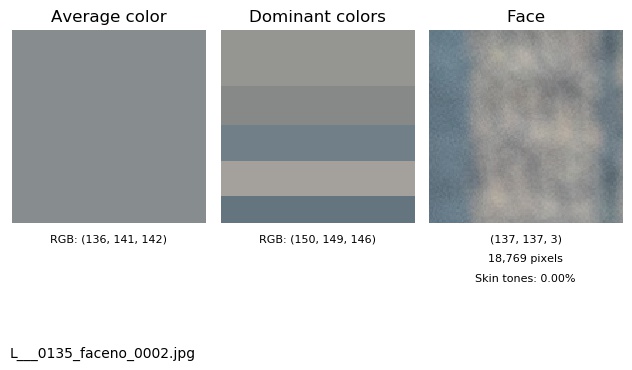 Average color
Dominant colors
Face
RGB: (136, 141, 142)
RGB: (150, 149, 146)
(137, 137, 3)
18,769 pixels
Skin tones: 0.00%
L___0135_faceno_0002.jpg